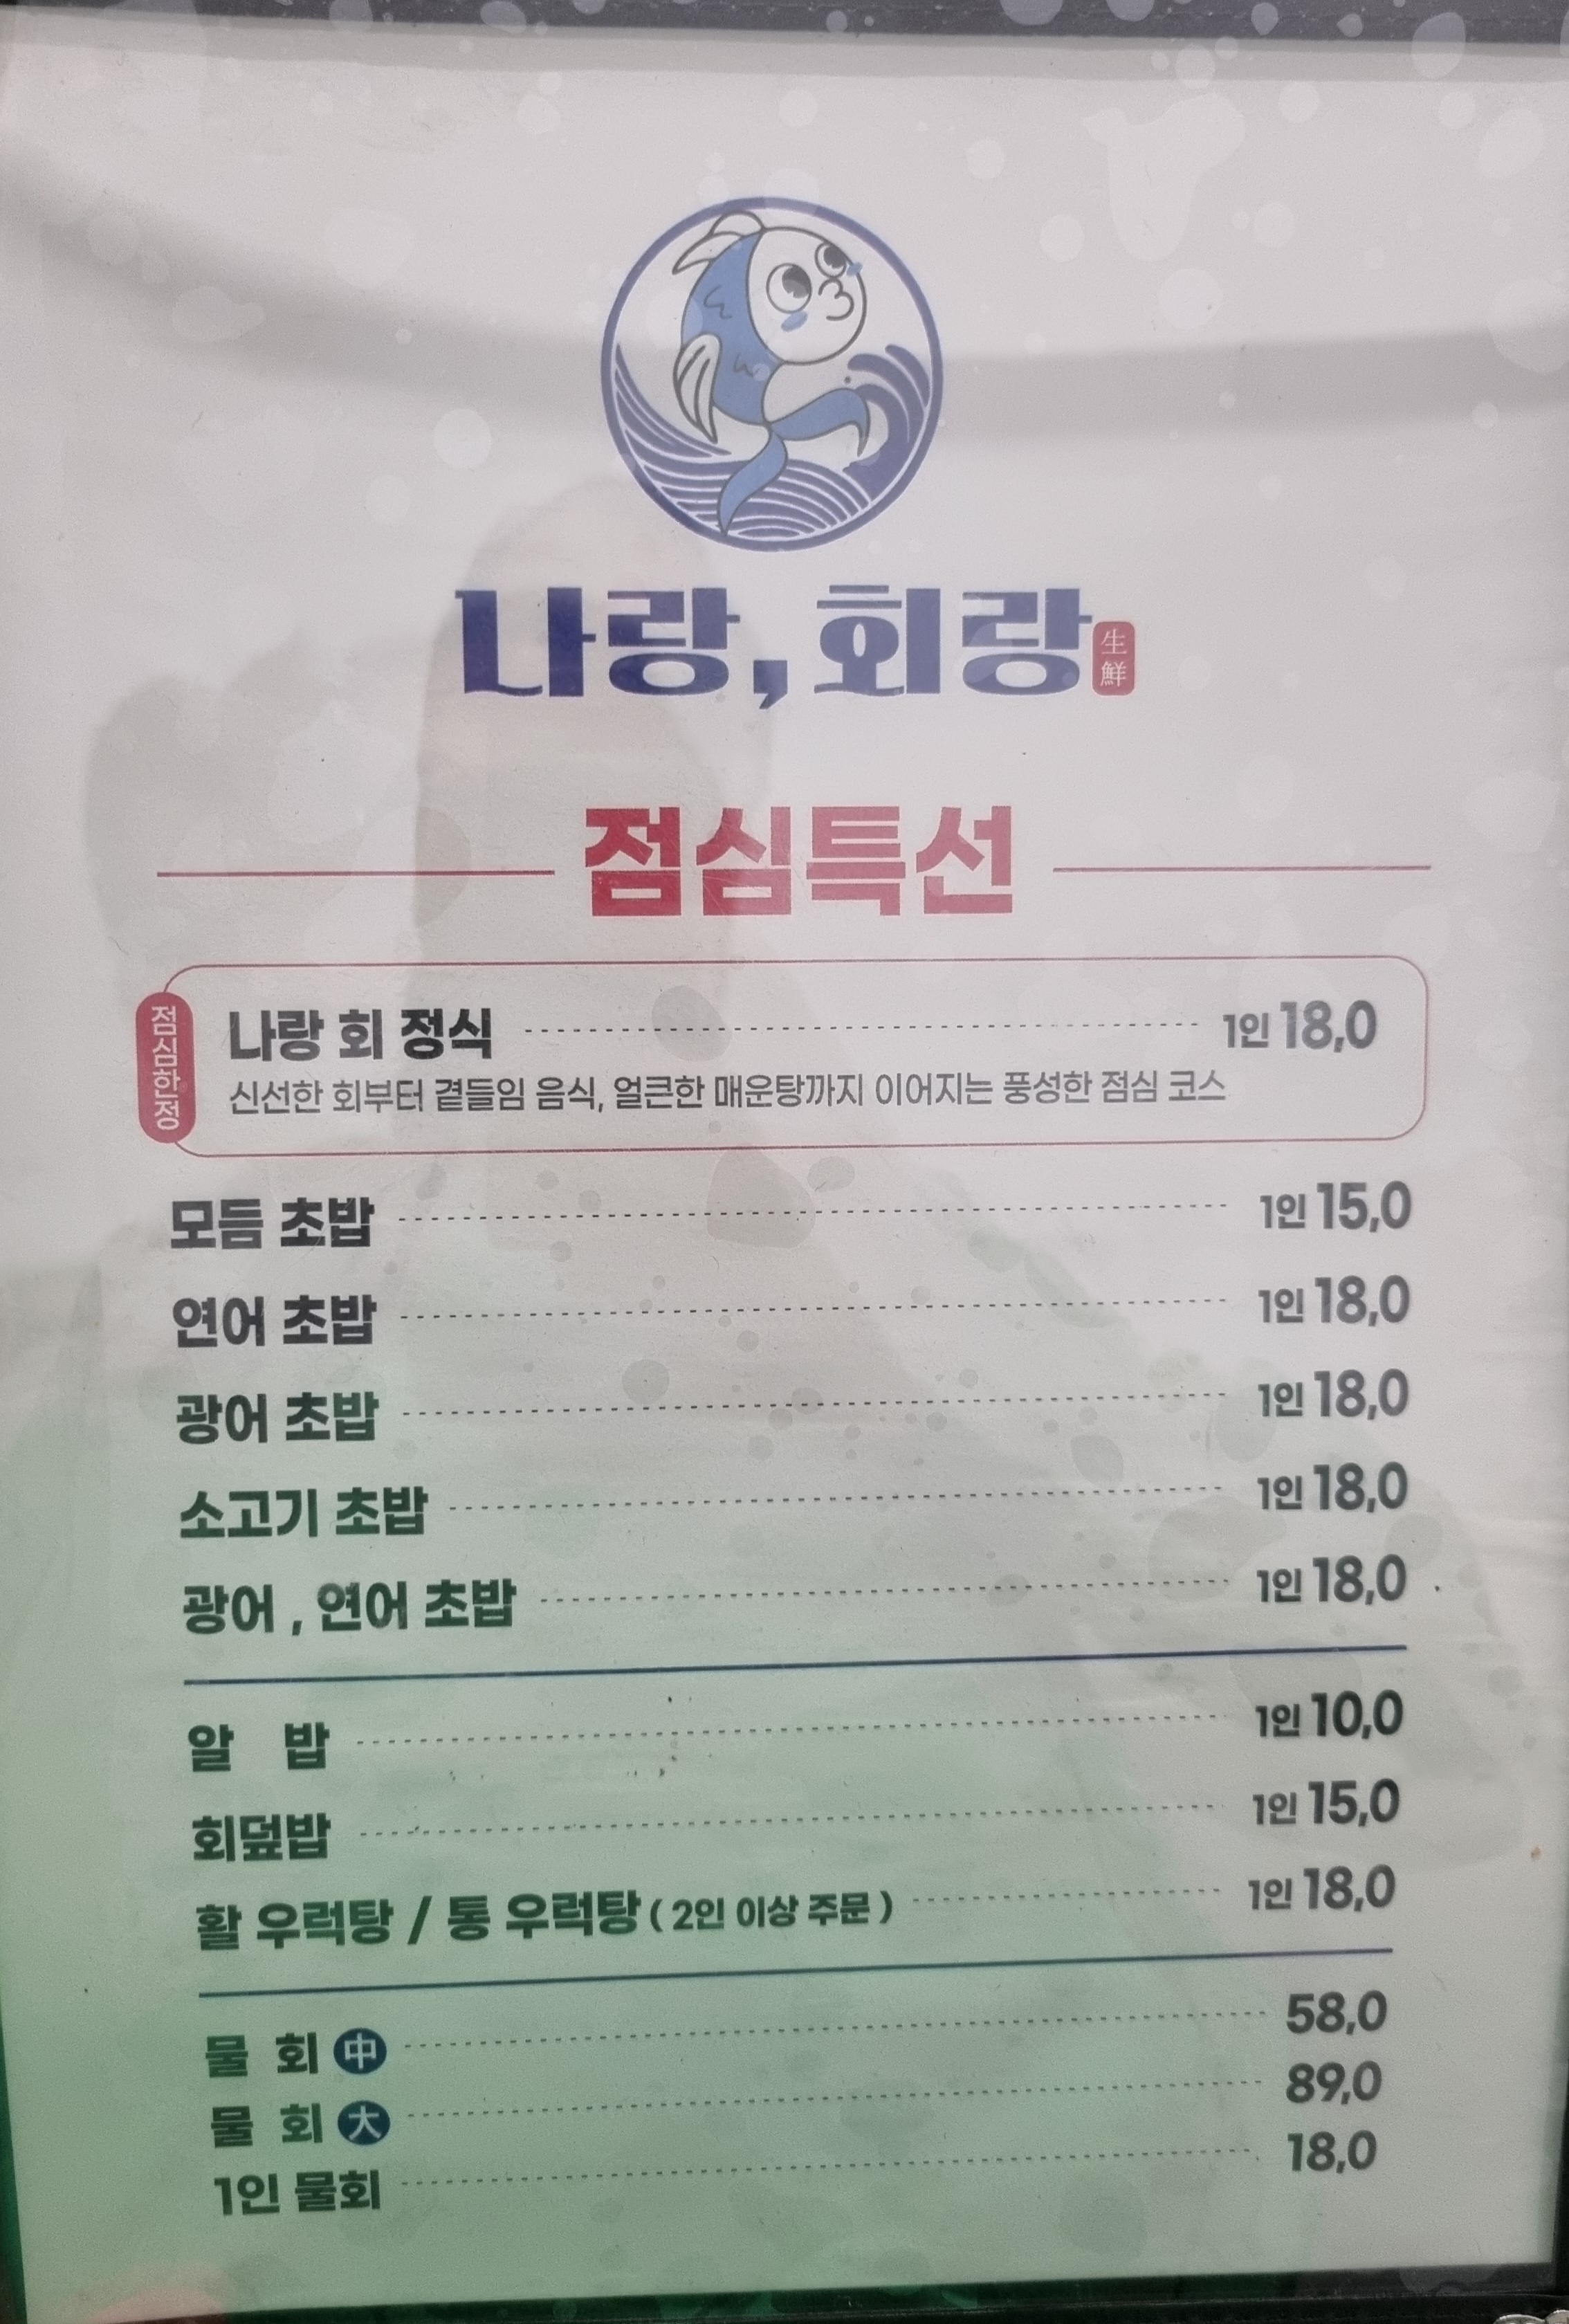 나랑, 회랑 生鮮
점심특선
점심한정
나랑 회 정식 1인 18,0
신선한 회부터 곁들임 음식, 얼큰한 매운탕까지 이어지는 풍성한 점심 코스
모듬 초밥 1인 15,0
연어 초밥 1인 18,0
광어 초밥 1인 18,0
소고기 초밥 1인 18,0
광어 , 연어 초밥 1인 18,0
알 밥 1인 10,0
회덮밥 1인 15,0
활 우럭탕 / 통 우럭탕 ( 2인 이상 주문 ) 1인 18,0
물 회 中 58,0
물 회 大 89,0
1인 물회 18,0